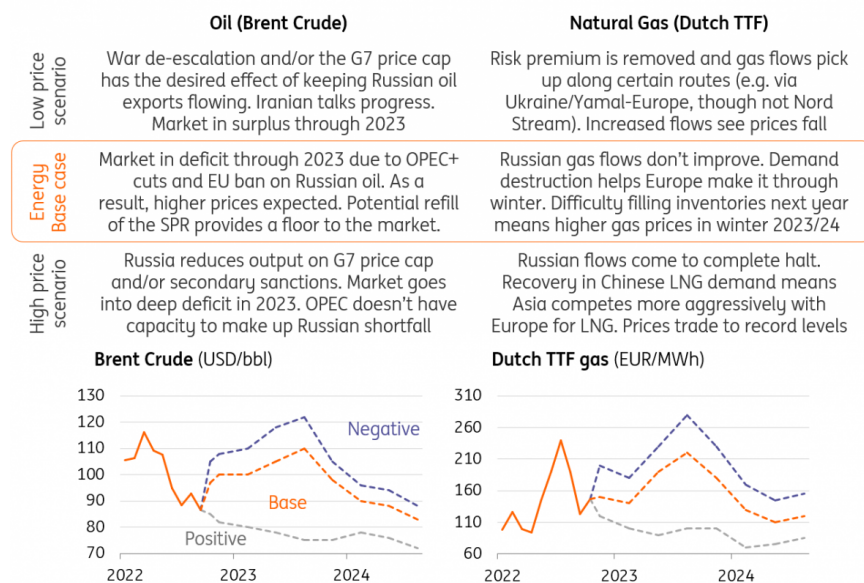 Oil (Brent Crude)
Natural Gas (Dutch TTF)
Low price
scenario
War de-escalation and/or the G7 price cap
has the desired effect of keeping Russian oil
exports flowing. Iranian talks progress.
Market in surplus through 2023
Risk premium is removed and gas flows pick
up along certain routes (e.g. via
Ukraine/Yamal-Europe, though not Nord
Stream). Increased flows see prices fall
Energy
Base case
Market in deficit through 2023 due to OPEC+
cuts and EU ban on Russian oil. As a
result, higher prices expected. Potential refill
of the SPR provides a floor to the market.
Russian gas flows don’t improve. Demand
destruction helps Europe make it through
winter. Difficulty filling inventories next year
means higher gas prices in winter 2023/24
High price
scenario
Russia reduces output on G7 price cap
and/or secondary sanctions. Market goes
into deep deficit in 2023. OPEC doesn’t have
capacity to make up Russian shortfall
Russian flows come to complete halt.
Recovery in Chinese LNG demand means
Asia competes more aggressively with
Europe for LNG. Prices trade to record levels
Brent Crude (USD/bbl)
130
120
110
100
90
80
70
Negative
Base
Positive
2022
2023
2024
Dutch TTF gas (EUR/MWh)
310
260
210
160
110
60
2022
2023
2024